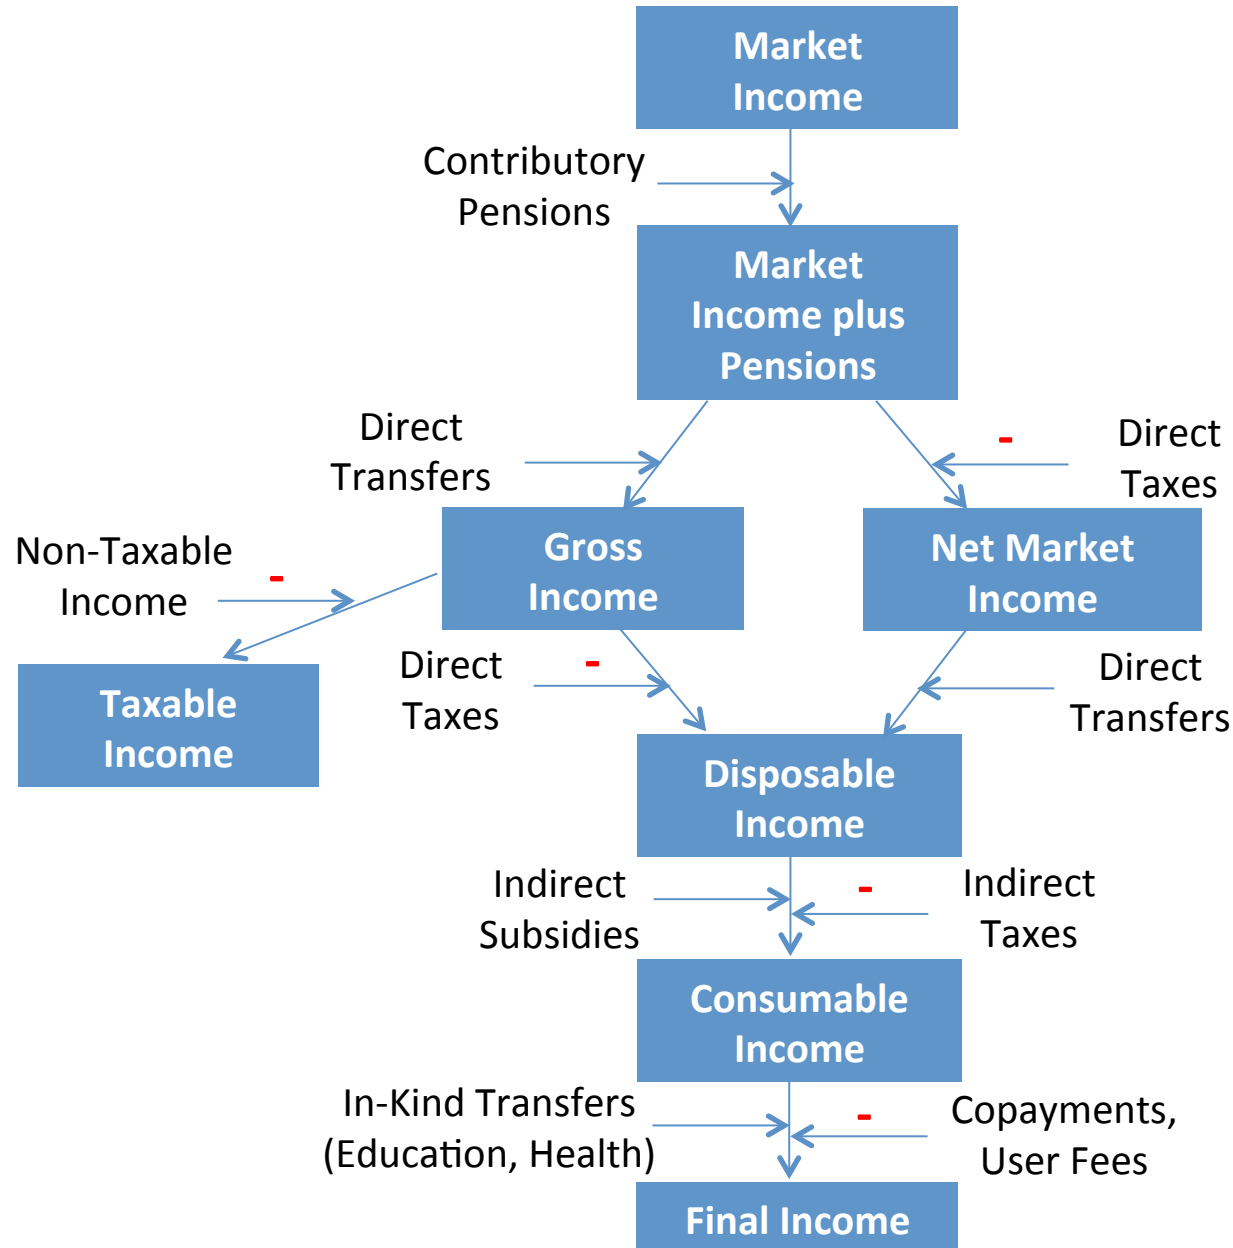 Market
Income
Contributory
Pensions
Market
Income plus
Pensions
Direct
Transfers
-
Direct
Taxes
Non-Taxable
Income
-
Gross
Income
Net Market
Income
Taxable
Income
Direct
Taxes
-
Direct
Transfers
Disposable
Income
Indirect
Subsidies
-
Indirect
Taxes
Consumable
Income
In-Kind Transfers
(Education, Health)
-
Copayments,
User Fees
Final Income